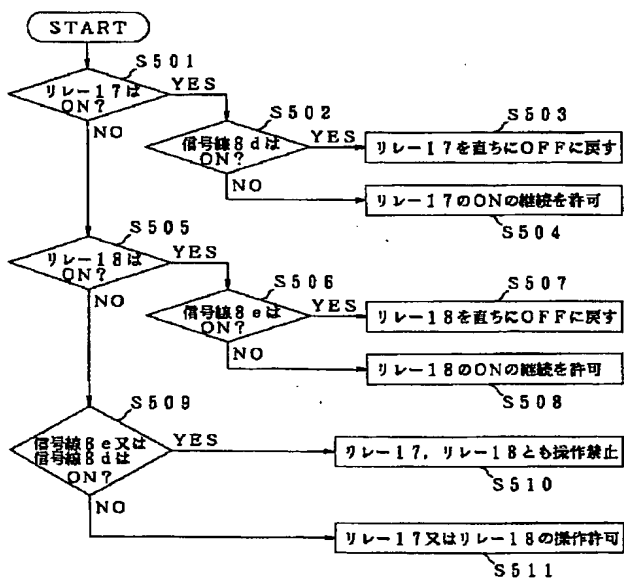 START
S501
リレー17は
ON?
YES
NO
S502
信号線8dは
ON?
YES
NO
S503
リレー17を直ちにOFFに戻す
リレー17のONの継続を許可
S504
S505
リレー18は
ON?
YES
NO
S506
信号線8eは
ON?
YES
NO
S507
リレー18を直ちにOFFに戻す
リレー18のONの継続を許可
S508
S509
信号線8e又は
信号線8dは
ON?
YES
NO
リレー17,リレー18とも操作禁止
S510
リレー17又はリレー18の操作許可
S511